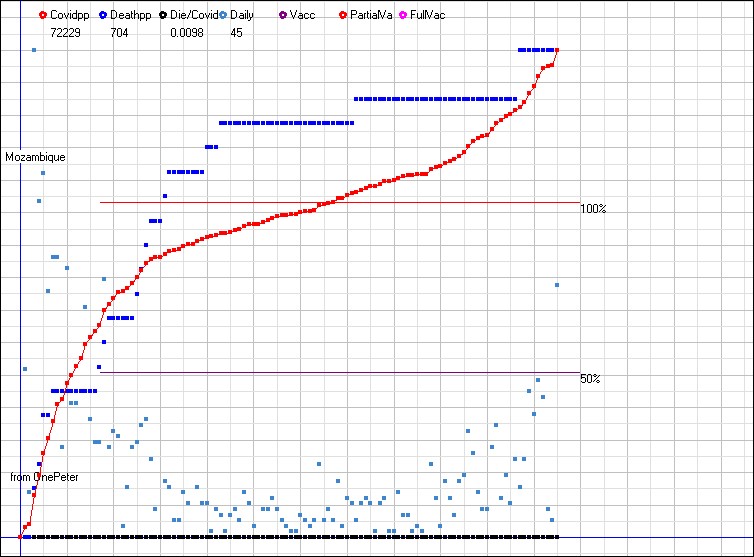 Covidpp Deathpp Die/Covid Daily Vacc PartialVa FullVac
72229 704 0.0098 45
Mozambique
100%
50%
from OnePeter